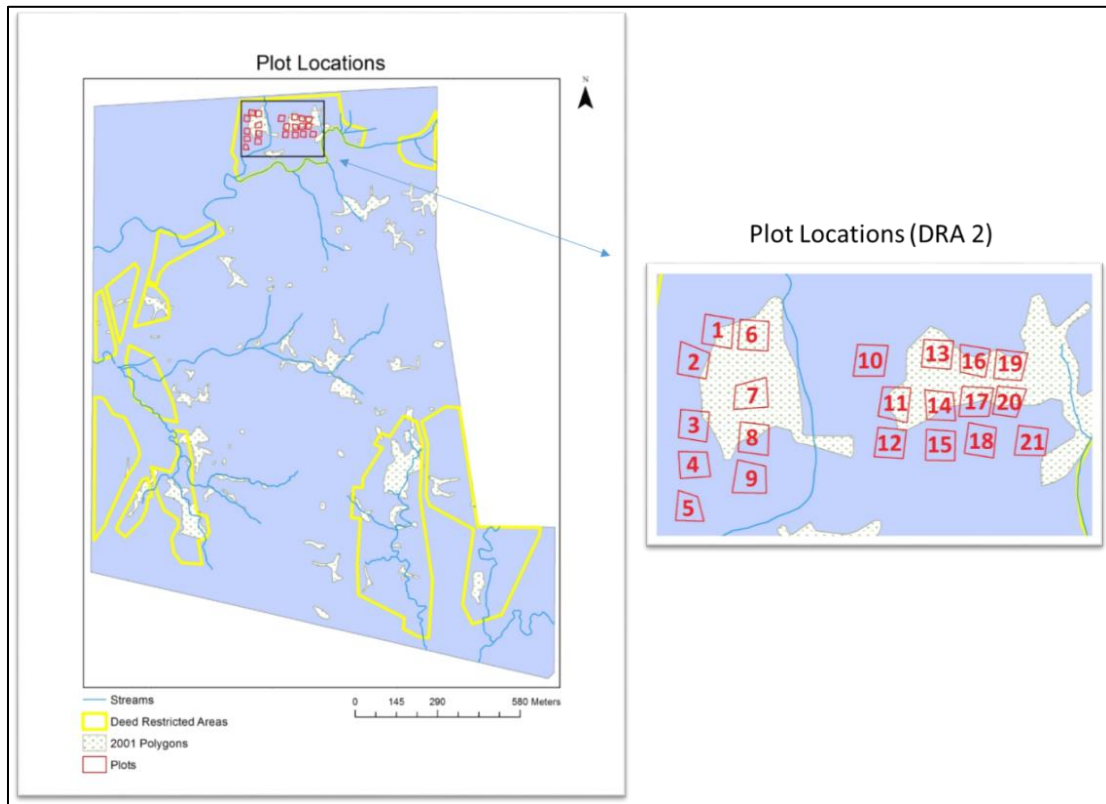 Plot Locations
N
Streams
Deed Restricted Areas
2001 Polygons
Plots
0 145 290 580 Meters
Plot Locations (DRA 2)
1 6
2
10 13 16 19
7
11 14 17 20
3 8
12 15 18 21
4 9
5